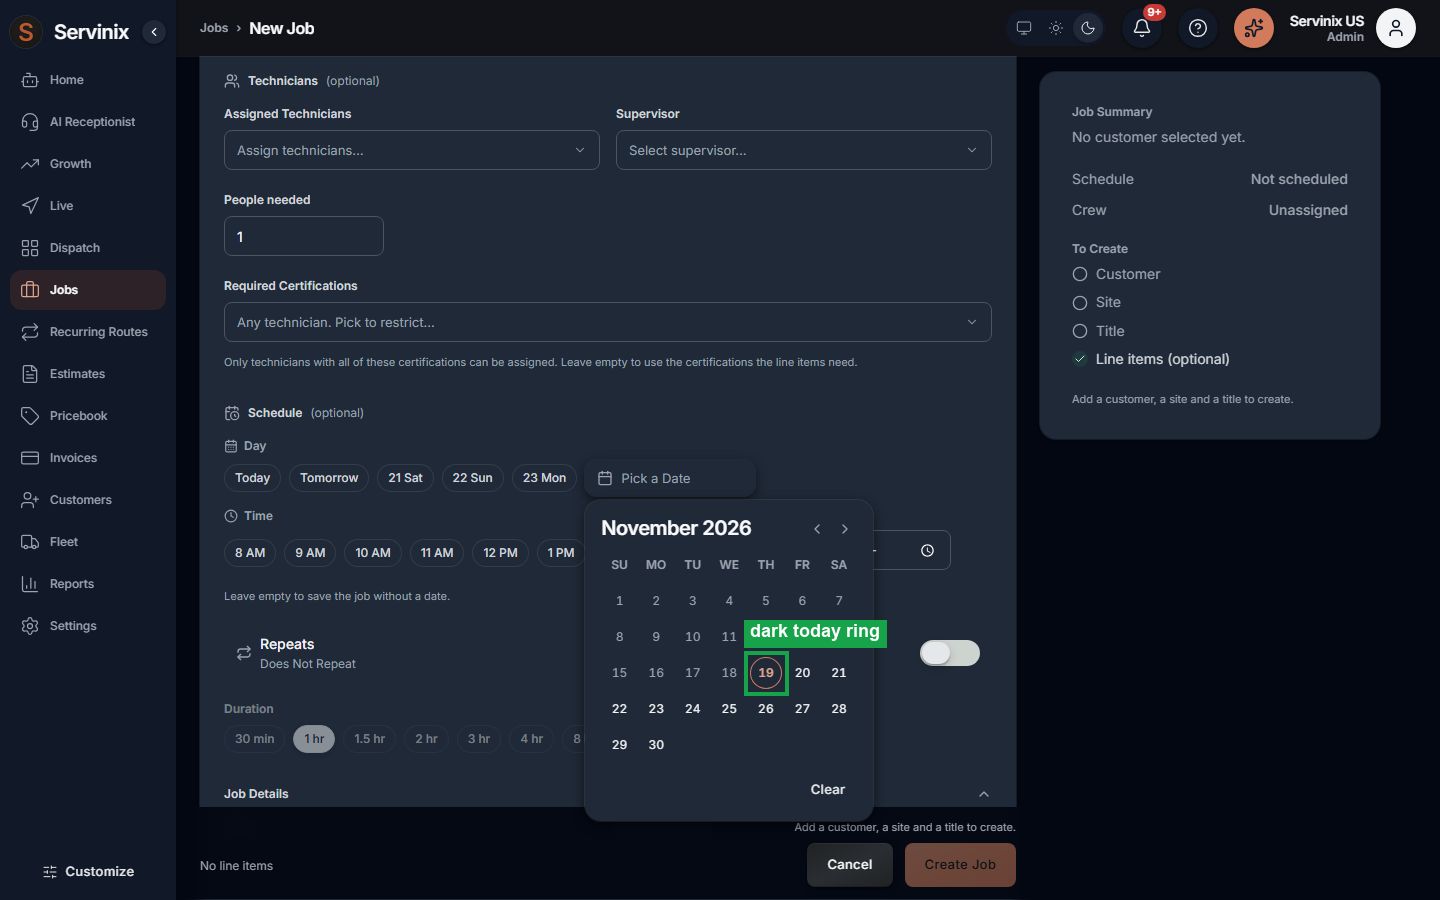 S Servinix
Home
AI Receptionist
Growth
Live
Dispatch
Jobs
Recurring Routes
Estimates
Pricebook
Invoices
Customers
Fleet
Reports
Settings
Customize
Jobs › New Job
9+
Servinix US
Admin
Technicians (optional)
Assigned Technicians Supervisor
Assign technicians... Select supervisor...
People needed
1
Required Certifications
Any technician. Pick to restrict...
Only technicians with all of these certifications can be assigned. Leave empty to use the certifications the line items need.
Schedule (optional)
Day
Today Tomorrow 21 Sat 22 Sun 23 Mon Pick a Date
Time
8 AM 9 AM 10 AM 11 AM 12 PM 1 PM
Leave empty to save the job without a date.
Repeats
Does Not Repeat
Duration
30 min 1 hr 1.5 hr 2 hr 3 hr 4 hr 8
Job Details
November 2026
SU MO TU WE TH FR SA
1 2 3 4 5 6 7
8 9 10 11
dark today ring
15 16 17 18 19 20 21
22 23 24 25 26 27 28
29 30
Clear
Add a customer, a site and a title to create.
No line items
Cancel Create Job
Job Summary
No customer selected yet.
Schedule Not scheduled
Crew Unassigned
To Create
Customer
Site
Title
Line items (optional)
Add a customer, a site and a title to create.